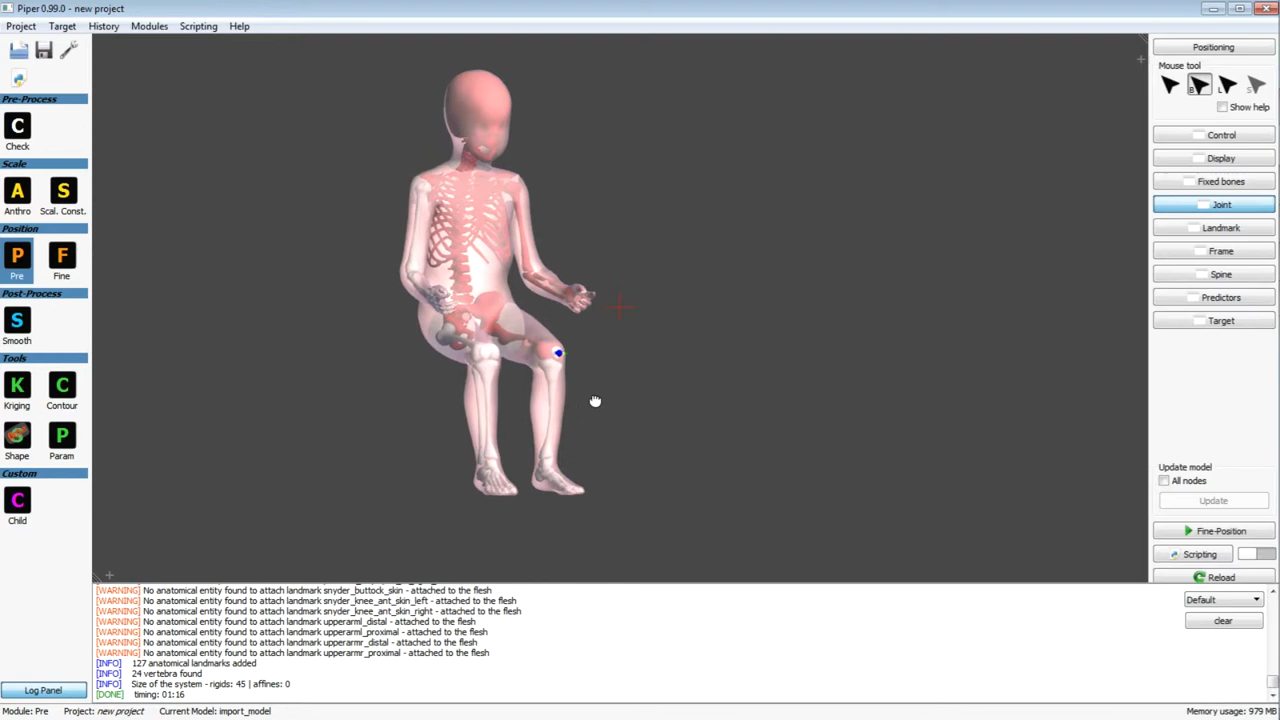 Piper 0.99.0 - new project
Project Target History Modules Scripting Help
Positioning
Mouse tool
B L S
Show help
Pre-Process
C
Check
Scale
A S
Anthro Scal. Const.
Position
P F
Pre Fine
Post-Process
S
Smooth
Tools
K C
Kriging Contour
S P
Shape Param
Custom
C
Child
Control
Display
Fixed bones
Joint
Landmark
Frame
Spine
Predictors
Target
Update model
All nodes
Update
Fine-Position
Scripting
Reload
[WARNING] No anatomical entity found to attach landmark snyder_buttock_skin - attached to the flesh
[WARNING] No anatomical entity found to attach landmark snyder_knee_ant_skin_left - attached to the flesh
[WARNING] No anatomical entity found to attach landmark snyder_knee_ant_skin_right - attached to the flesh
[WARNING] No anatomical entity found to attach landmark upperarml_distal - attached to the flesh
[WARNING] No anatomical entity found to attach landmark upperarml_proximal - attached to the flesh
[WARNING] No anatomical entity found to attach landmark upperarmr_distal - attached to the flesh
[WARNING] No anatomical entity found to attach landmark upperarmr_proximal - attached to the flesh
[INFO] 127 anatomical landmarks added
[INFO] 24 vertebra found
[INFO] Size of the system - rigids: 45 | affines: 0
[DONE] timing: 01:16
Default
clear
Log Panel
Module: Pre Project: new project Current Model: import_model Memory usage: 979 MB